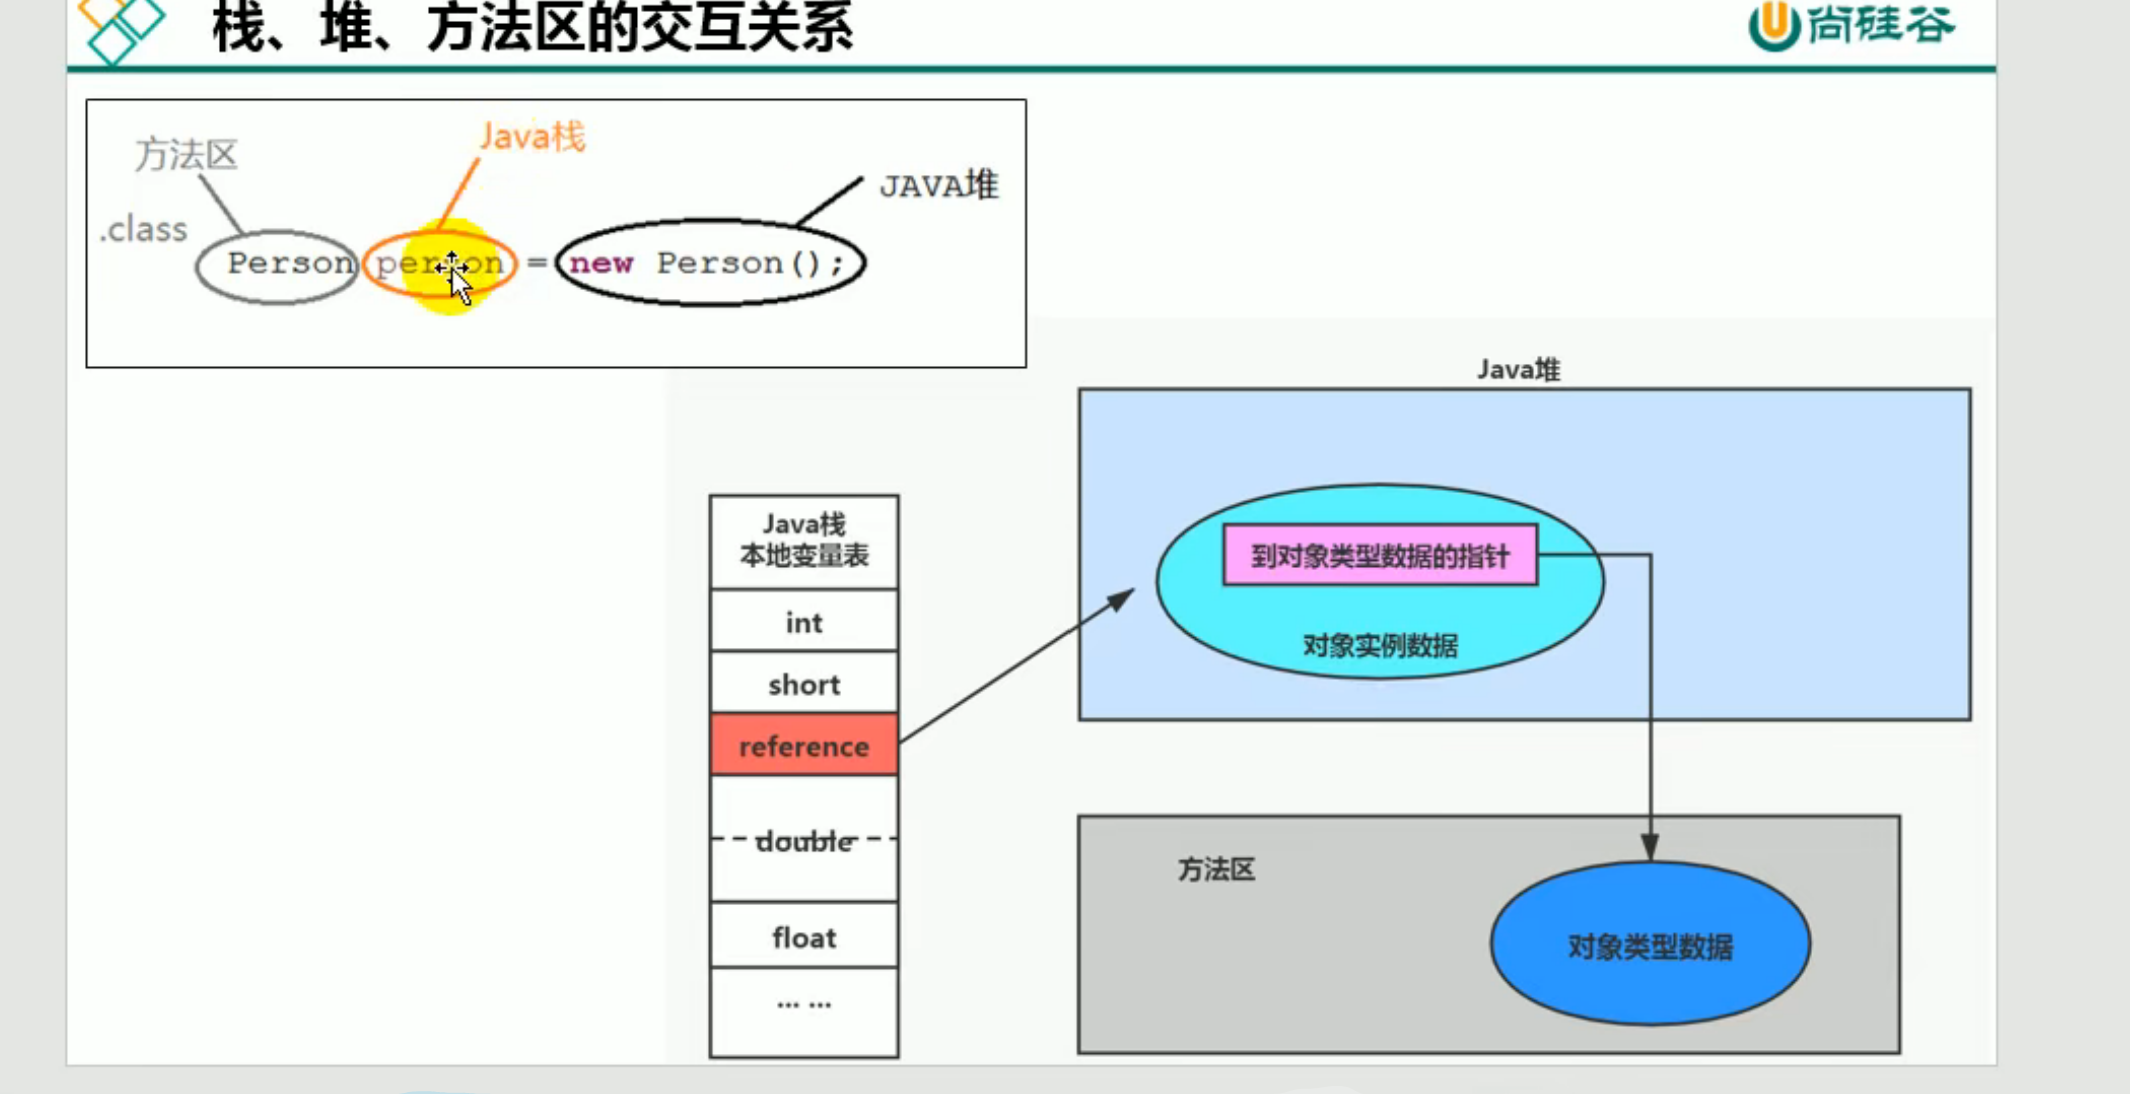 栈、堆、方法区的交互关系
尚硅谷
方法区
Java栈
JAVA堆
.class
Person person = new Person();
Java堆
Java栈
本地变量表
int
short
reference
double
float
... ...
到对象类型数据的指针
对象实例数据
方法区
对象类型数据